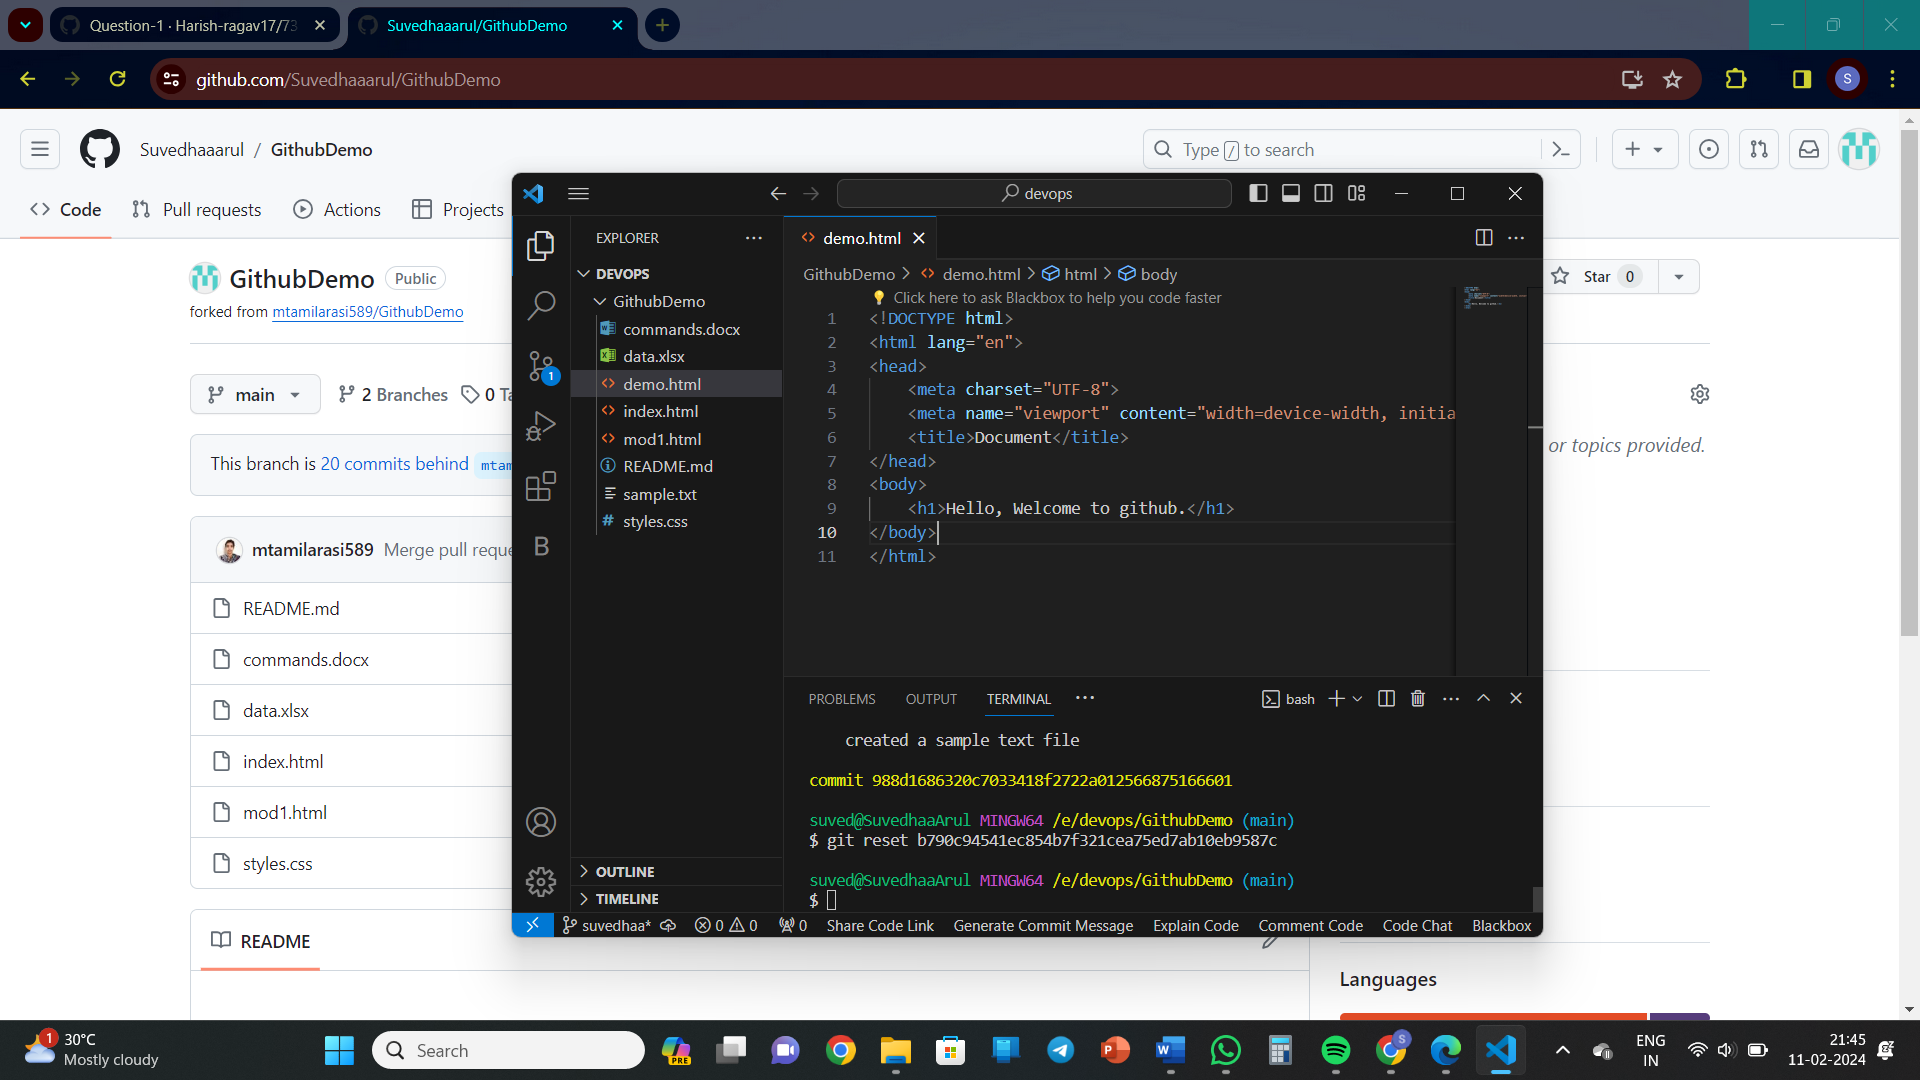 Question-1 · Harish-ragav17/73
Suvedhaaarul/GithubDemo
github.com/Suvedhaaarul/GithubDemo
S
Suvedhaaarul / GithubDemo
Type / to search
Code
Pull requests
Actions
Projects
GithubDemo
Public
forked from mtamilarasi589/GithubDemo
Star 0
main
2 Branches
0
This branch is 20 commits behind
or topics provided.
mtamilarasi589 Merge pull
README.md
commands.docx
data.xlsx
index.html
mod1.html
styles.css
README
Languages
devops
EXPLORER
DEVOPS
GithubDemo
commands.docx
data.xlsx
demo.html
index.html
mod1.html
README.md
sample.txt
styles.css
1
B
OUTLINE
TIMELINE
demo.html
GithubDemo > demo.html > html > body
Click here to ask Blackbox to help you code faster
1 <!DOCTYPE html>
2 <html lang="en">
3 <head>
4 <meta charset="UTF-8">
5 <meta name="viewport" content="width=device-width, initia
6 <title>Document</title>
7 </head>
8 <body>
9 <h1>Hello, Welcome to github.</h1>
10 </body>
11 </html>
PROBLEMS OUTPUT TERMINAL
bash
created a sample text file
commit 988d1686320c7033418f2722a012566875166601
suved@SuvedhaaArul MINGW64 /e/devops/GithubDemo (main)
$ git reset b790c94541ec854b7f321cea75ed7ab10eb9587c
suved@SuvedhaaArul MINGW64 /e/devops/GithubDemo (main)
$
suvedhaa* 0 0 0 Share Code Link Generate Commit Message Explain Code Comment Code Code Chat Blackbox
1
30°C
Mostly cloudy
Search
PRE
S
ENG
IN
21:45
11-02-2024